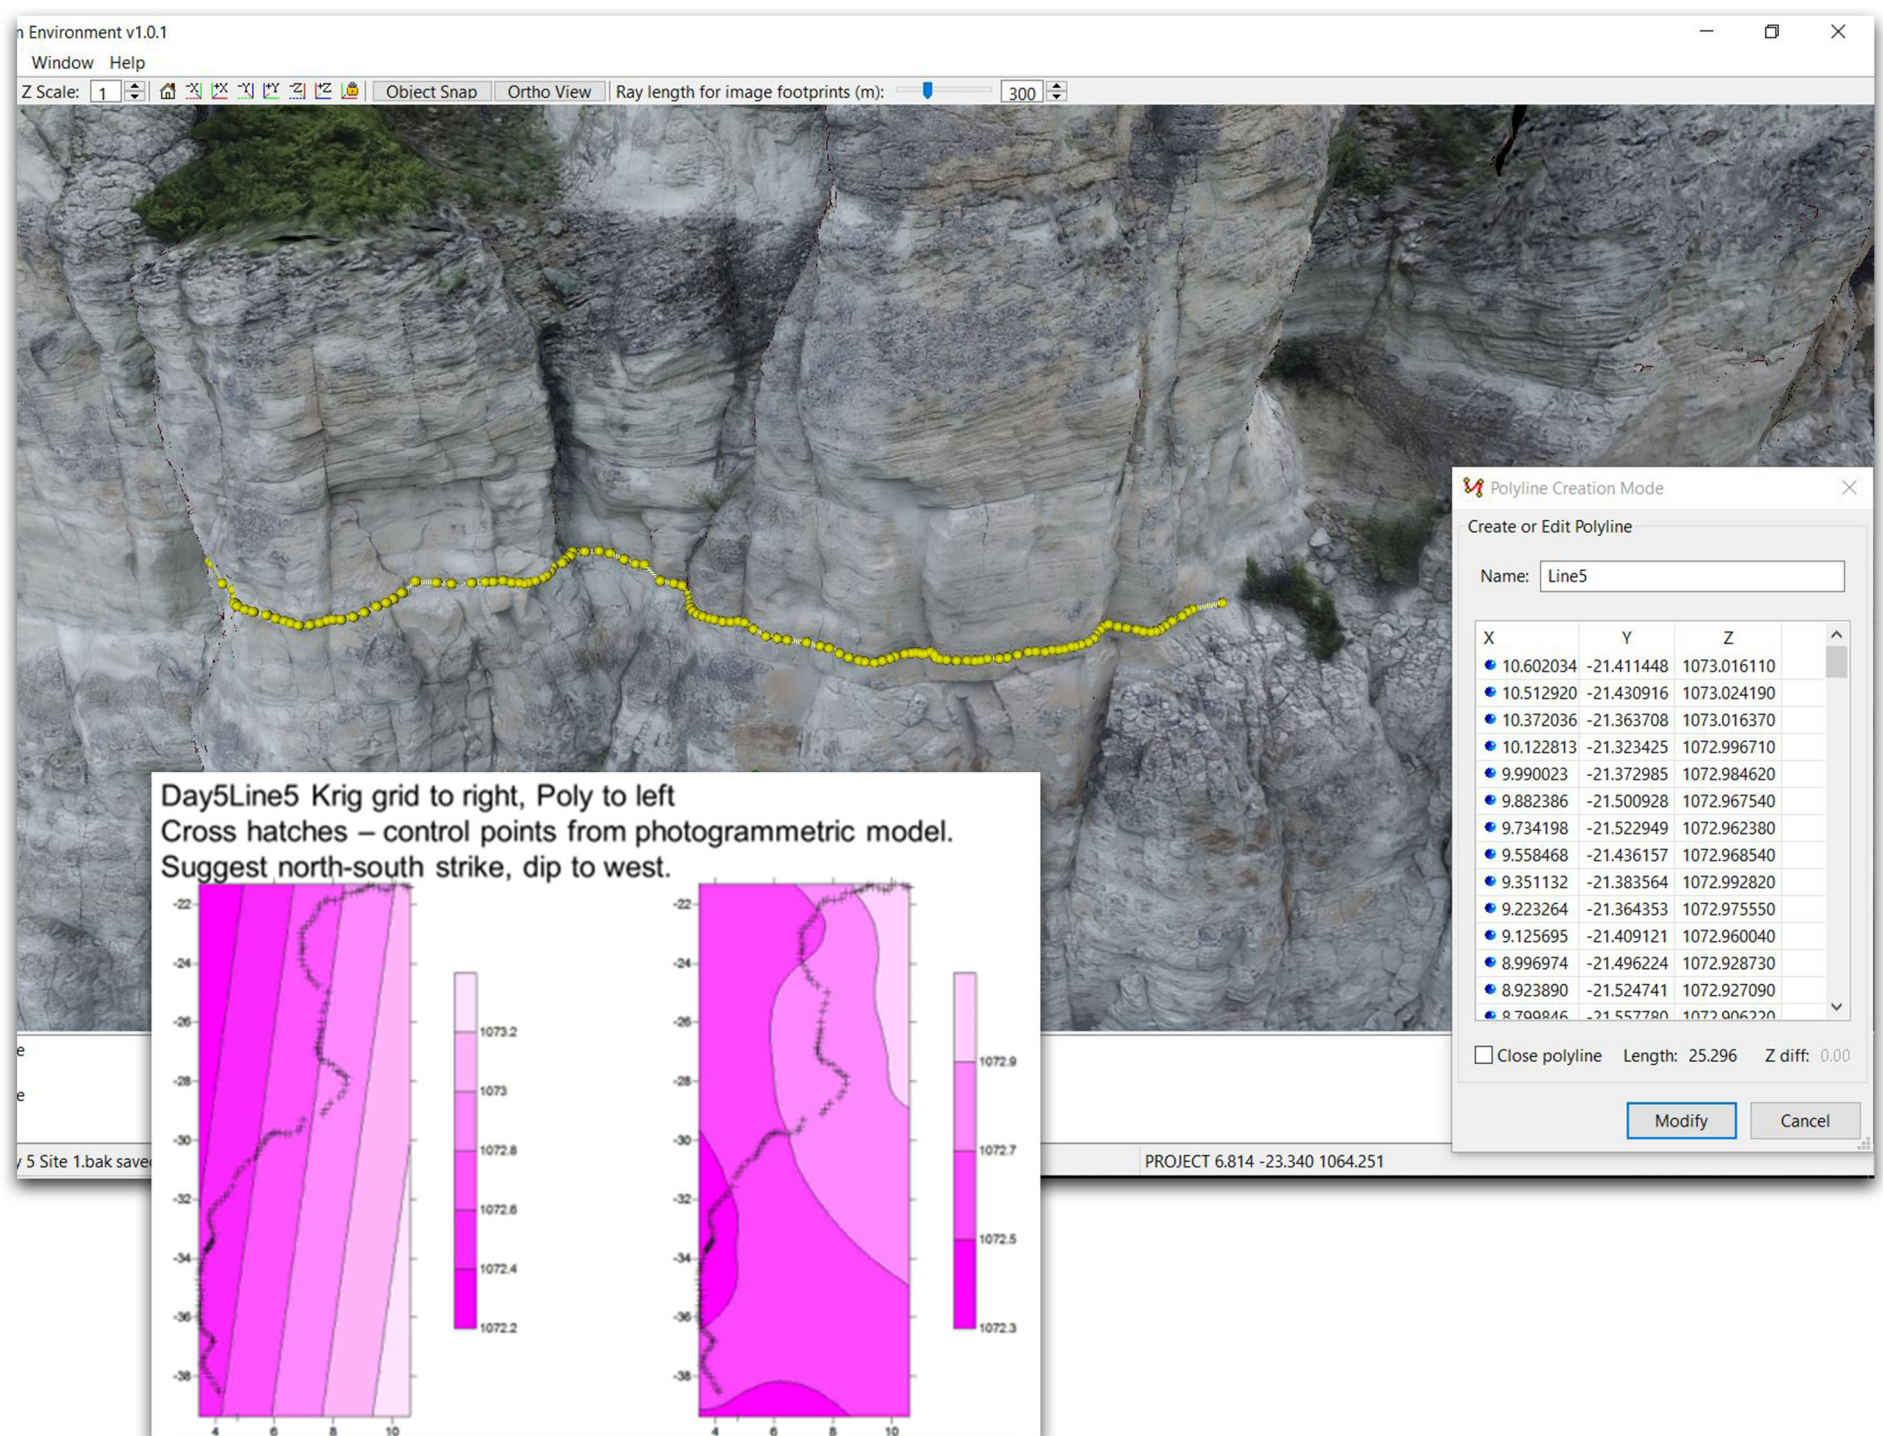 n Environment v1.0.1
Window Help
Z Scale: 1 -X +X -Y +Y -Z +Z Object Snap Ortho View Ray length for image footprints (m): 300
Polyline Creation Mode
Create or Edit Polyline
Name: Line5
X Y Z
10.602034 -21.411448 1073.016110
10.512920 -21.430916 1073.024190
10.372036 -21.363708 1073.016370
10.122813 -21.323425 1072.996710
9.990023 -21.372985 1072.984620
9.882386 -21.500928 1072.967540
9.734198 -21.522949 1072.962380
9.558468 -21.436157 1072.968540
9.351132 -21.383564 1072.992820
9.223264 -21.364353 1072.975550
9.125695 -21.409121 1072.960040
8.996974 -21.496224 1072.928730
8.923890 -21.524741 1072.927090
8.799846 -21.557780 1072.906220
Close polyline Length: 25.296 Z diff: 0.00
Modify Cancel
e
e
y 5 Site 1.bak save
PROJECT 6.814 -23.340 1064.251
Day5Line5 Krig grid to right, Poly to left
Cross hatches – control points from photogrammetric model.
Suggest north-south strike, dip to west.
-22
-24
-26
-28
-30
-32
-34
-36
-38
4 6 8 10
1073.2
1073
1072.8
1072.6
1072.4
1072.2
-22
-24
-26
-28
-30
-32
-34
-36
-38
4 6 8 10
1072.9
1072.7
1072.5
1072.3